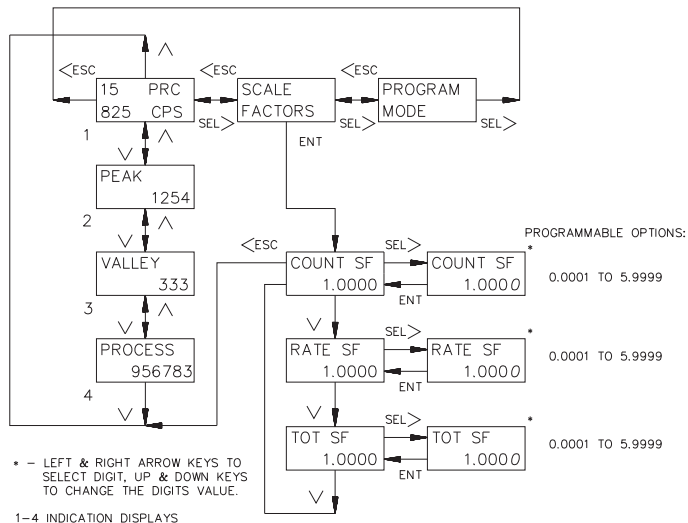 ∧
<ESC <ESC <ESC
15 PRC
825 CPS
SCALE
FACTORS
PROGRAM
MODE
SEL> SEL> SEL>
1
∧
ENT
∨
PEAK
1254
2
∧
∨
<ESC SEL>
PROGRAMMABLE OPTIONS:
VALLEY
333
COUNT SF
1.0000
COUNT SF
1.0000
*
0.0001 TO 5.9999
ENT
3
∧
∨
∨
SEL>
PROCESS
956783
RATE SF
1.0000
RATE SF
1.0000
*
0.0001 TO 5.9999
ENT
4
∨
∨
SEL>
TOT SF
1.0000
TOT SF
1.0000
*
0.0001 TO 5.9999
ENT
∨
* – LEFT & RIGHT ARROW KEYS TO
SELECT DIGIT, UP & DOWN KEYS
TO CHANGE THE DIGITS VALUE.
1–4 INDICATION DISPLAYS